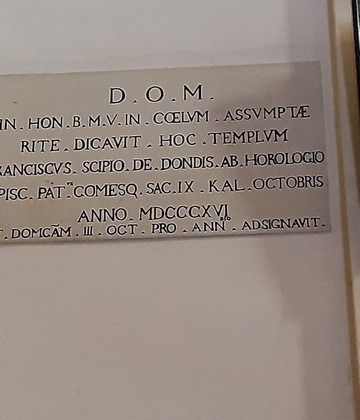 D.O.M.
IN.HON.B.M.V.IN.CŒLVM.ASSVMPTÆ
RITE.DICAVIT.HOC.TEMPLVM
RANCISCVS.SCIPIO.DE.DONDIS.AB.HOROLOGIO
PISC.PAT.COMESQ.SAC.IX.KAL.OCTOBRIS
ANNO.MDCCCXVI
T.DOMCÃM.III.OCT.PRO.ANN.ADSIGNAVIT.